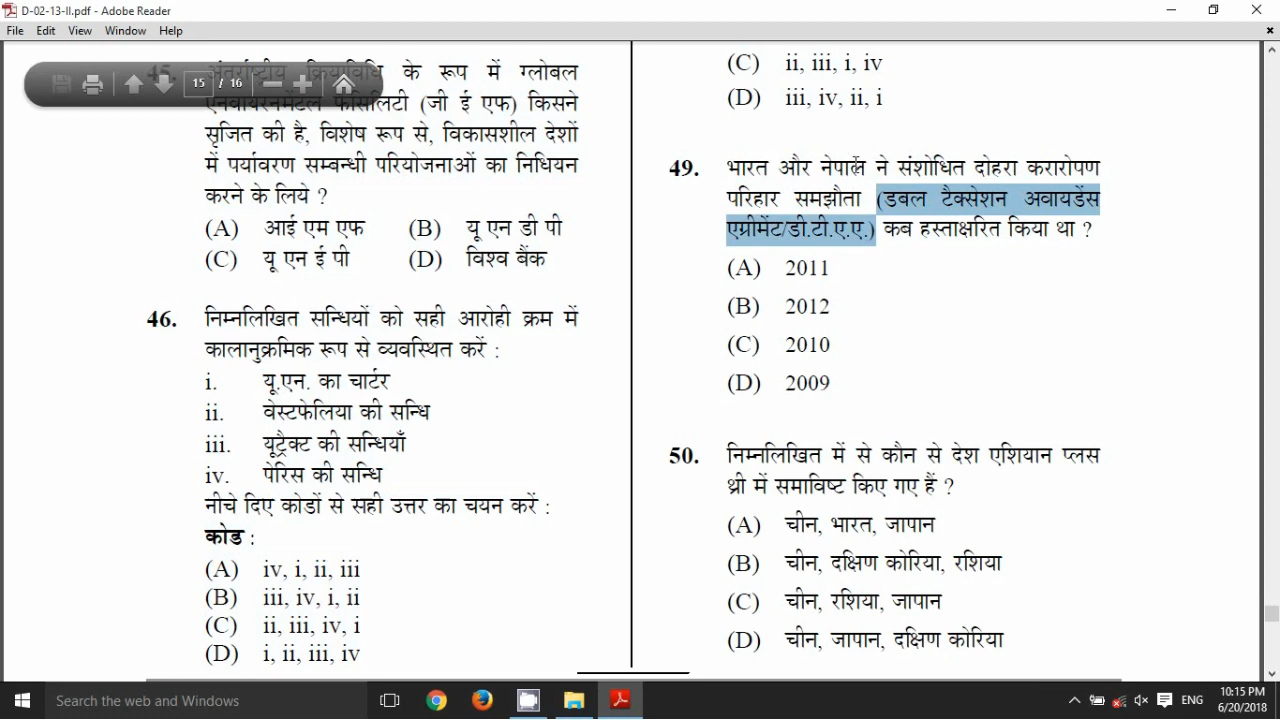 D-02-13-II.pdf - Adobe Reader
File Edit View Window Help
15 / 16
45. अंतर्राष्ट्रीय क्रियाविधि के रूप में ग्लोबल
एनवायरनमेंटल फैसिलिटी (जी ई एफ) किसने
सृजित की है, विशेष रूप से, विकासशील देशों
में पर्यावरण सम्बन्धी परियोजनाओं का निधियन
करने के लिये ?
(A) आई एम एफ (B) यू एन डी पी
(C) यू एन ई पी (D) विश्व बैंक
46. निम्नलिखित सन्धियों को सही आरोही क्रम में
कालानुक्रमिक रूप से व्यवस्थित करें :
i. यू.एन. का चार्टर
ii. वेस्टफेलिया की सन्धि
iii. यूट्रैक्ट की सन्धियाँ
iv. पेरिस की सन्धि
नीचे दिए कोडों से सही उत्तर का चयन करें :
कोड :
(A) iv, i, ii, iii
(B) iii, iv, i, ii
(C) ii, iii, iv, i
(D) i, ii, iii, iv
(C) ii, iii, i, iv
(D) iii, iv, ii, i
49. भारत और नेपाल ने संशोधित दोहरा करारोपण
परिहार समझौता (डबल टैक्सेशन अवायडेंस
एग्रीमेंट/डी.टी.ए.ए.) कब हस्ताक्षरित किया था ?
(A) 2011
(B) 2012
(C) 2010
(D) 2009
50. निम्नलिखित में से कौन से देश एशियान प्लस
थ्री में समाविष्ट किए गए हैं ?
(A) चीन, भारत, जापान
(B) चीन, दक्षिण कोरिया, रशिया
(C) चीन, रशिया, जापान
(D) चीन, जापान, दक्षिण कोरिया
Search the web and Windows
ENG
10:15 PM
6/20/2018